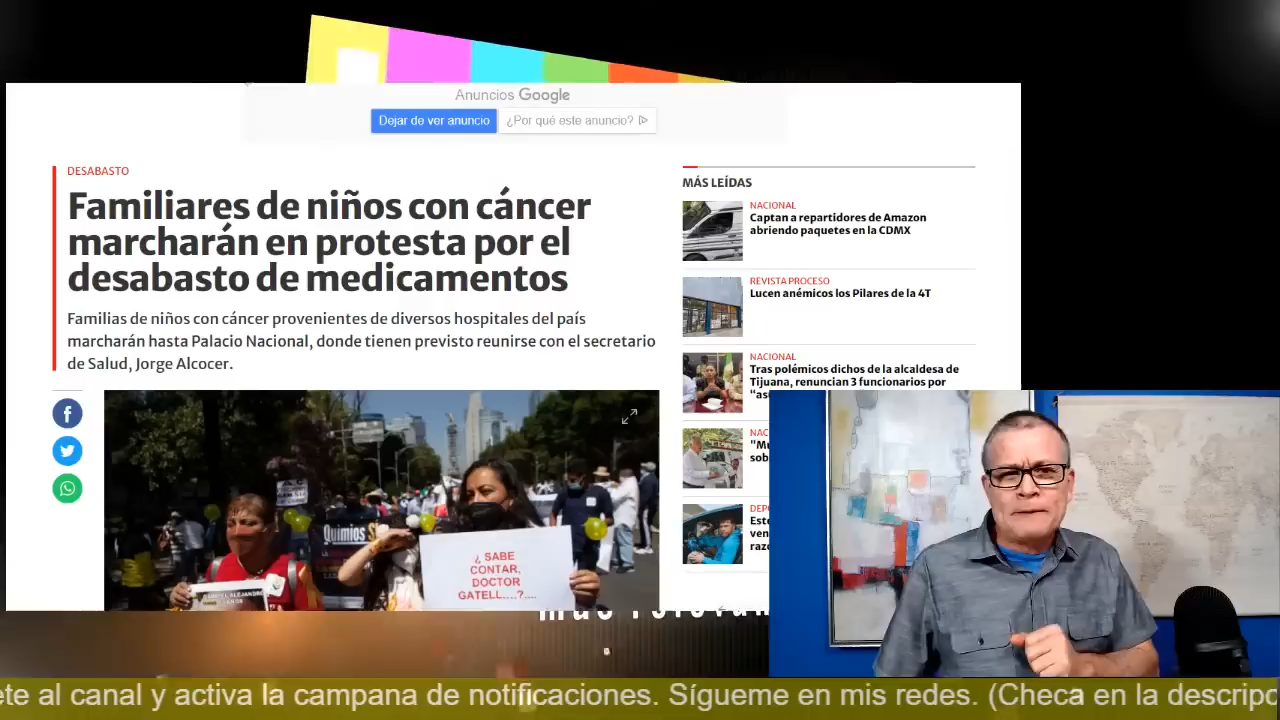 Anuncios Google
Dejar de ver anuncio
¿Por qué este anuncio?
DESABASTO
Familiares de niños con cáncer
marcharán en protesta por el
desabasto de medicamentos
Familias de niños con cáncer provenientes de diversos hospitales del país
marcharán hasta Palacio Nacional, donde tienen previsto reunirse con el secretario
de Salud, Jorge Alcocer.
Quimios
¿ SABE
CONTAR,
DOCTOR
GATELL....?....
MÁS LEÍDAS
NACIONAL
Captan a repartidores de Amazon
abriendo paquetes en la CDMX
REVISTA PROCESO
Lucen anémicos los Pilares de la 4T
NACIONAL
Tras polémicos dichos de la alcaldesa de
Tijuana, renuncian 3 funcionarios por
ete al canal y activa la campana de notificaciones. Sígueme en mis redes. (Checa en la descripc